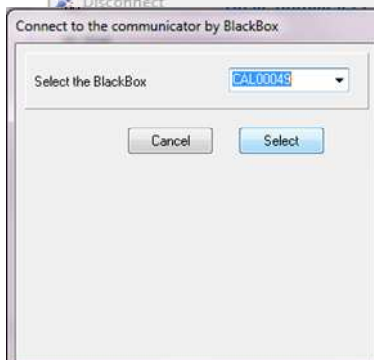 Disconnect
Connect to the communicator by BlackBox
Select the BlackBox
CAL00049
Cancel
Select